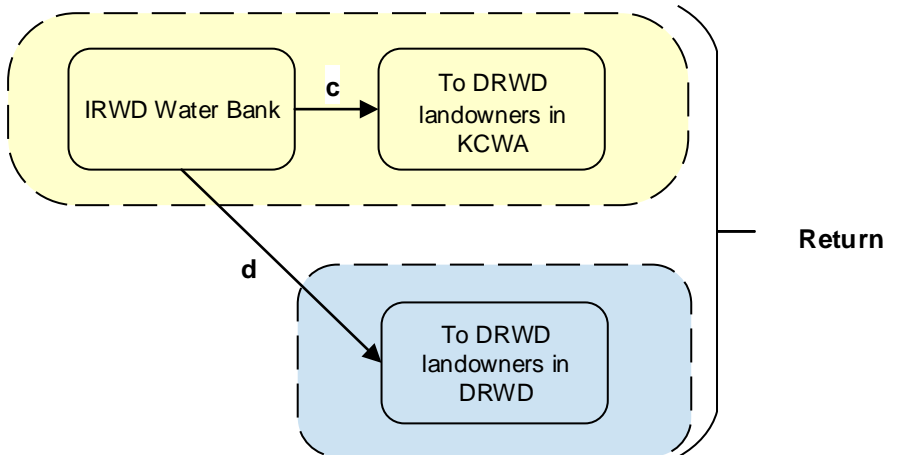 IRWD Water Bank
c
To DRWD
landowners in
KCWA
Return
d
To DRWD
landowners in
DRWD